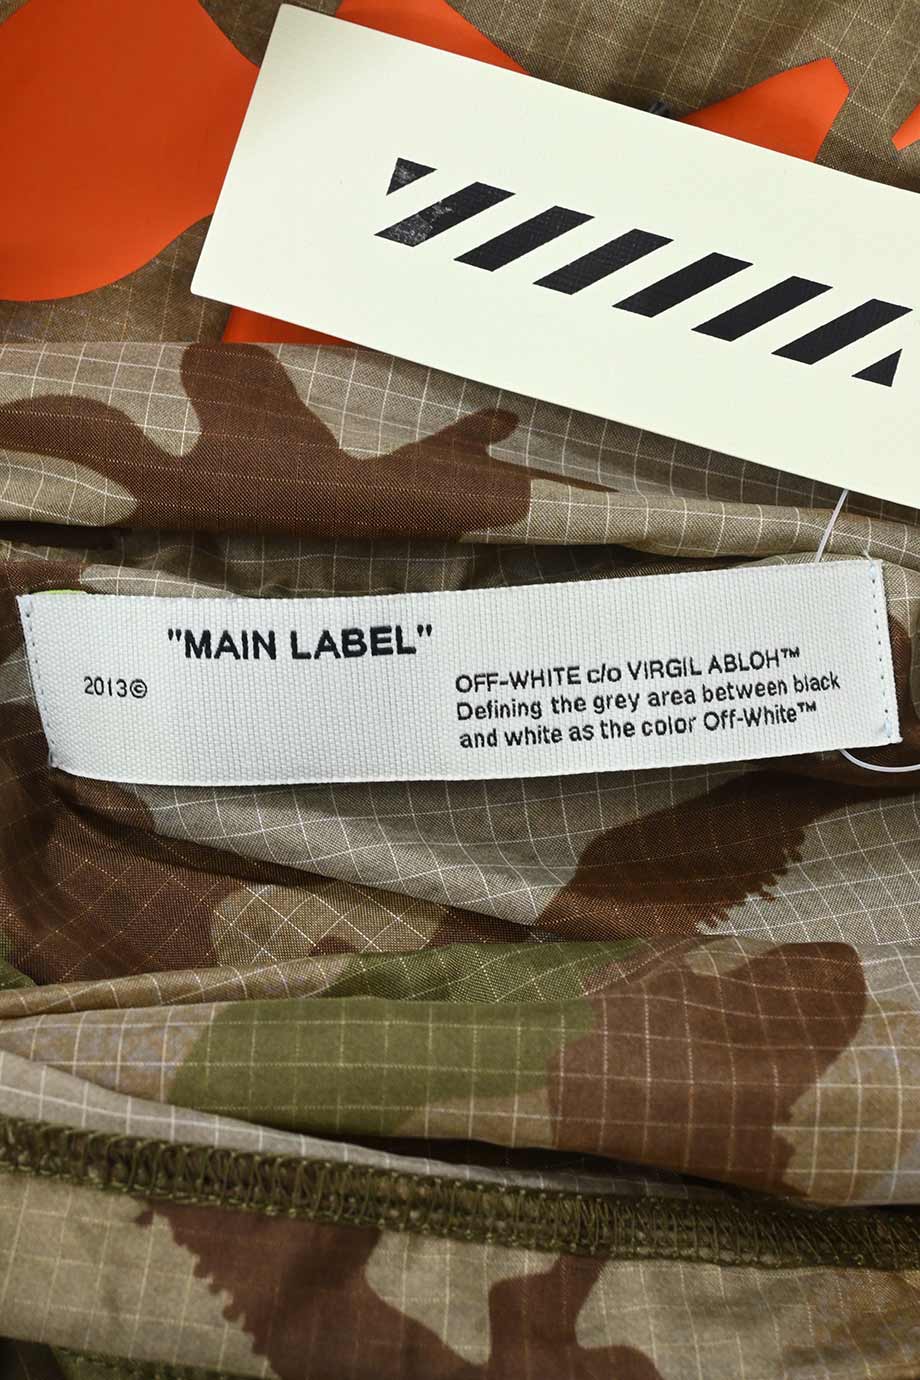 "MAIN LABEL"
2013©
OFF-WHITE c/o VIRGIL ABLOH™
Defining the grey area between black
and white as the color Off-White™